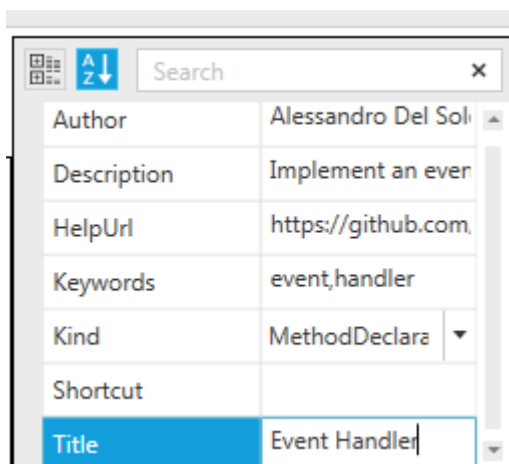 A Z Search
Author Alessandro Del Sol
Description Implement an even
HelpUrl https://github.com,
Keywords event,handler
Kind MethodDeclara
Shortcut
Title Event Handler